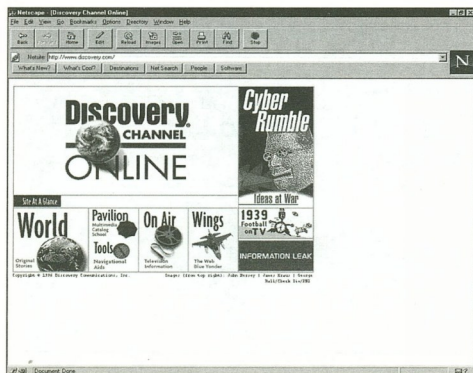 Netscape - [Discovery Channel Online]
File Edit View Go Bookmarks Options Directory Window Help
Back Home Edit Reload Images Open Print Find Stop
Netsite: http://www.discovery.com/
What's New? What's Cool? Destinations Net Search People Software
N
Discovery
CHANNEL
ONLINE
Cyber
Rumble
Ideas at War
Site At A Glance
World
Original
Stories
Pavilion
Multimedia
Catalog
School
Tools
Navigational
Aids
On Air
Television
Information
Wings
The Web
Blue Yonder
1939
Football
on TV
INFORMATION LEAK
Copyright © 1996 Discovery Communications, Inc.
Images (from top right):
Document: Done